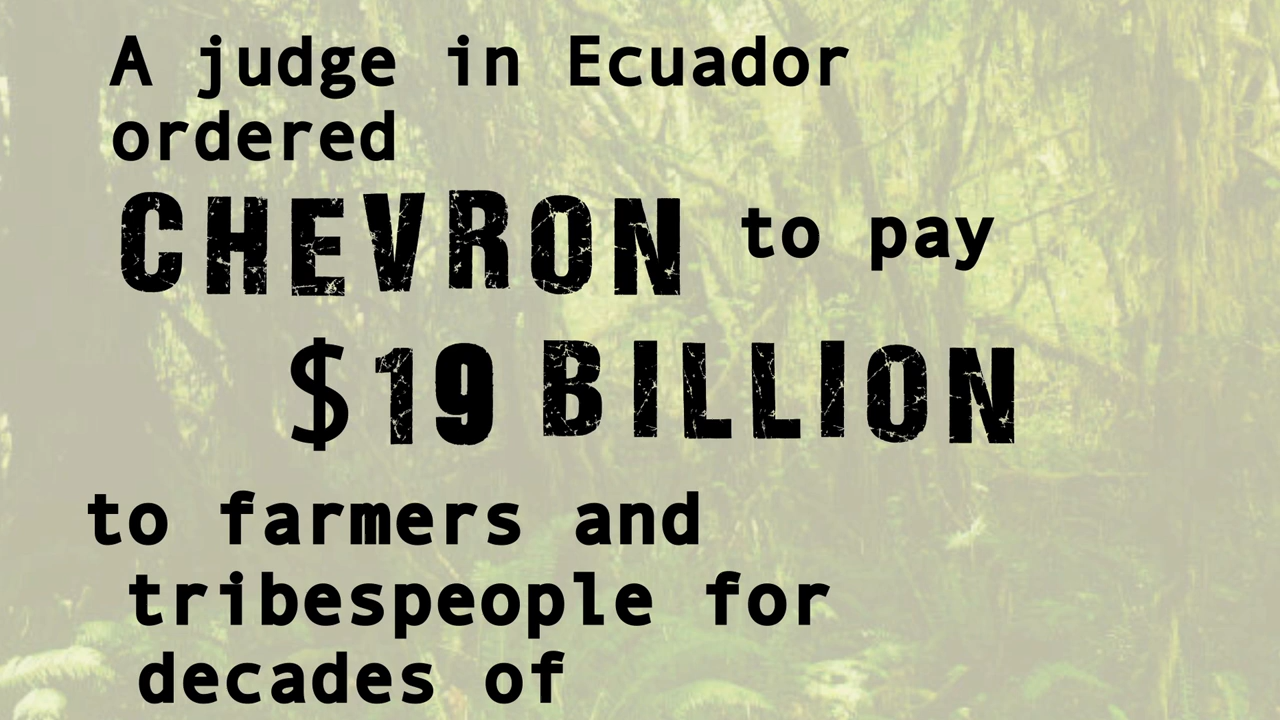 A judge in Ecuador
ordered
CHEVRON to pay
$19 BILLION
to farmers and
tribespeople for
decades of